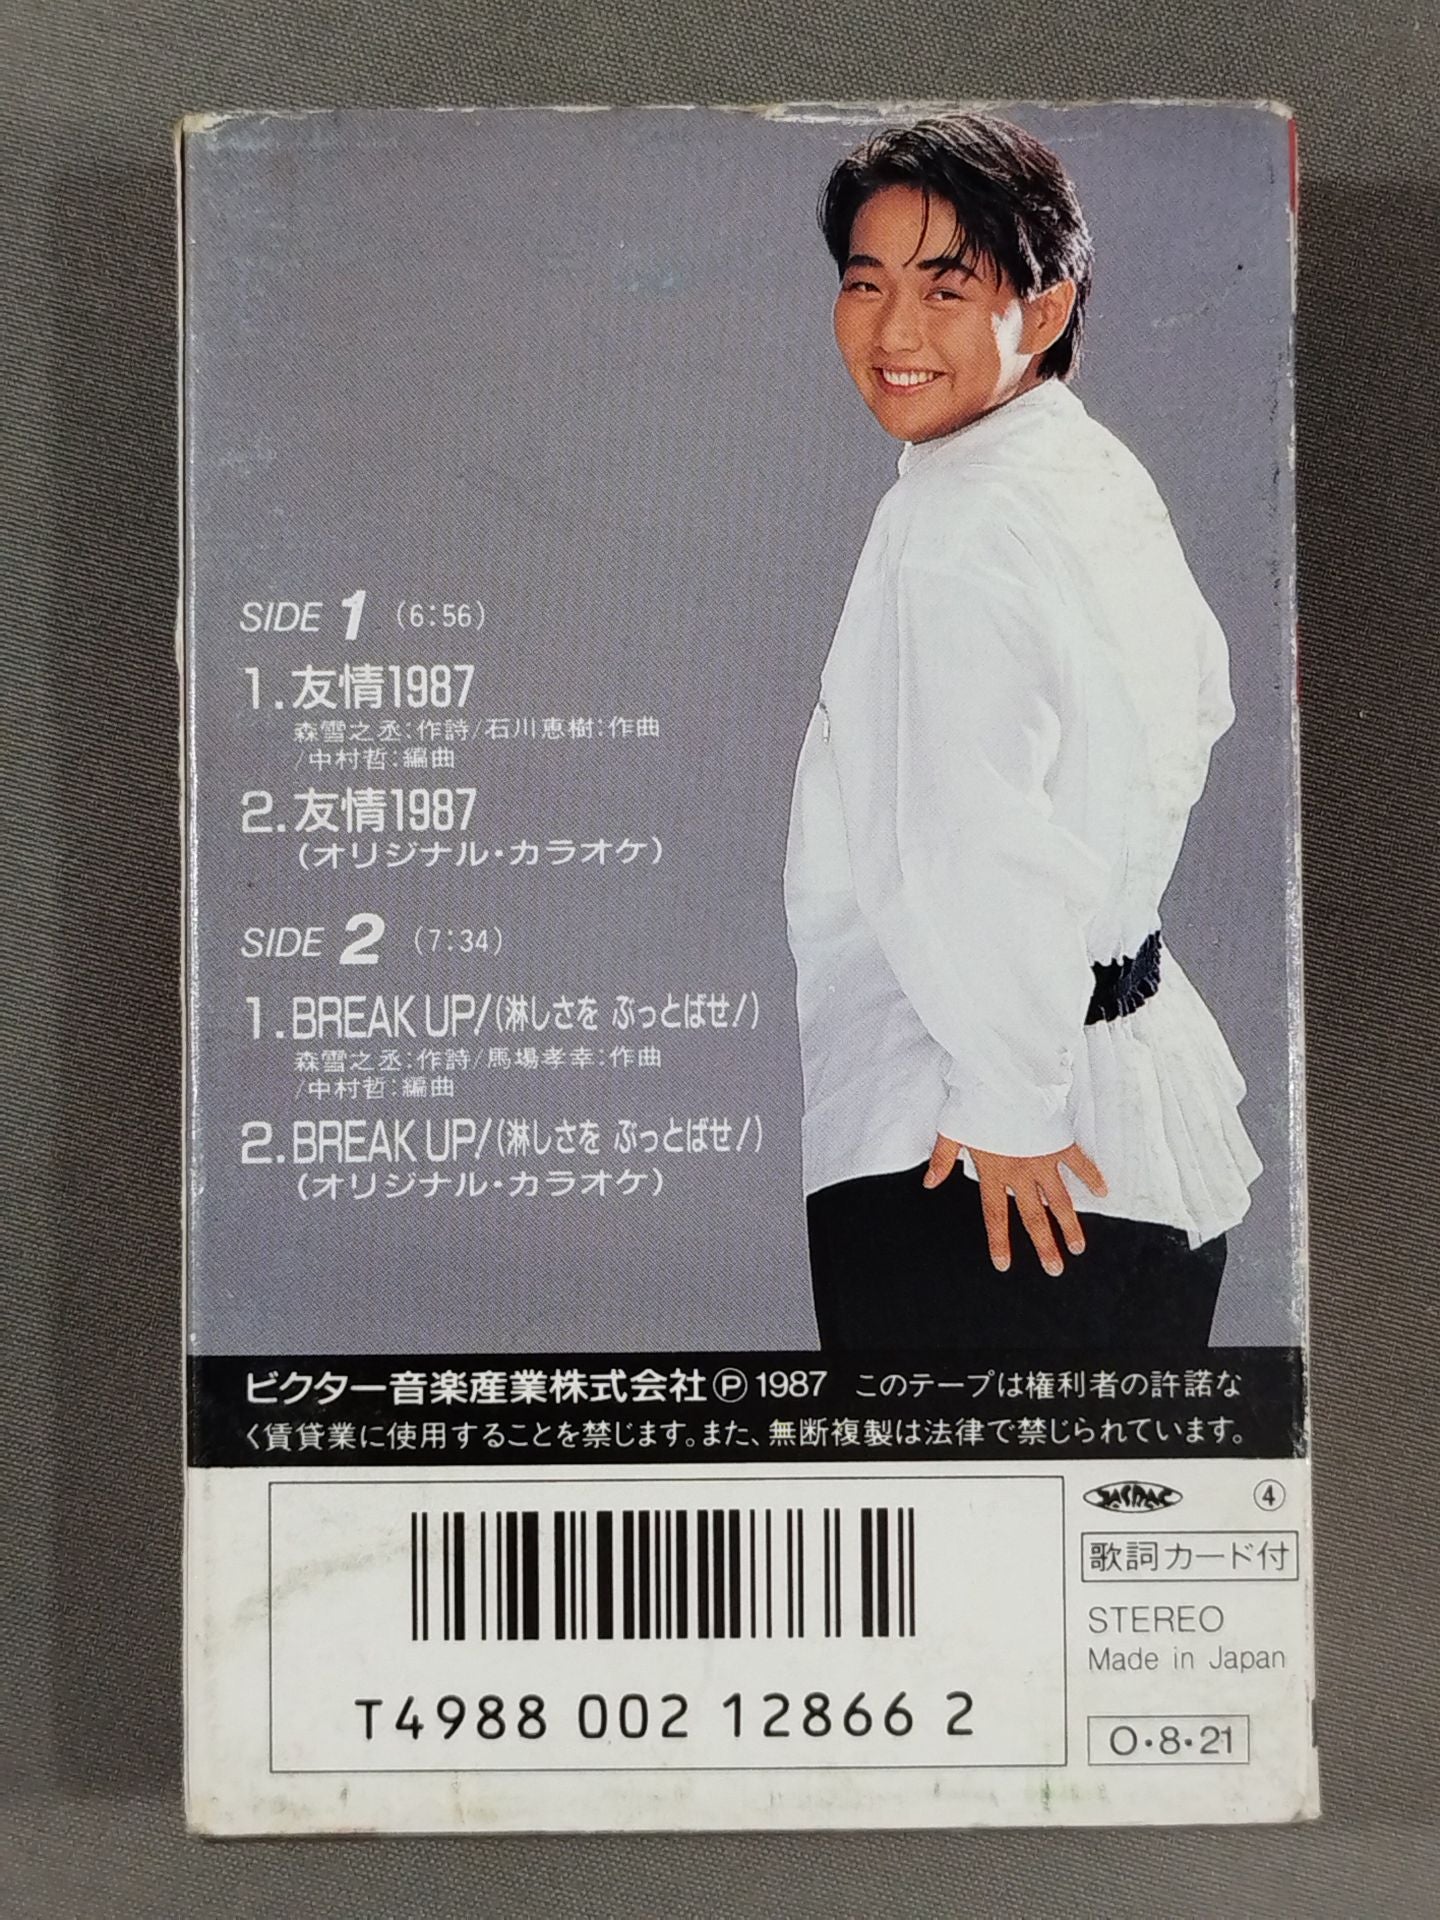 SIDE 1 (6:56)
1.友情1987
森雪之丞:作詩/石川恵樹:作曲
/中村哲:編曲
2.友情1987
(オリジナル・カラオケ)
SIDE 2 (7:34)
1.BREAK UP!(淋しさを ぶっとばせ!)
森雪之丞:作詩/馬場孝幸:作曲
/中村哲:編曲
2.BREAK UP!(淋しさを ぶっとばせ!)
(オリジナル・カラオケ)
ビクター音楽産業株式会社Ⓟ1987 このテープは権利者の許諾な
く賃貸業に使用することを禁じます。また、無断複製は法律で禁じられています。
JASRAC ④
歌詞カード付
STEREO
Made in Japan
T4988 002 12866 2
O・8・21